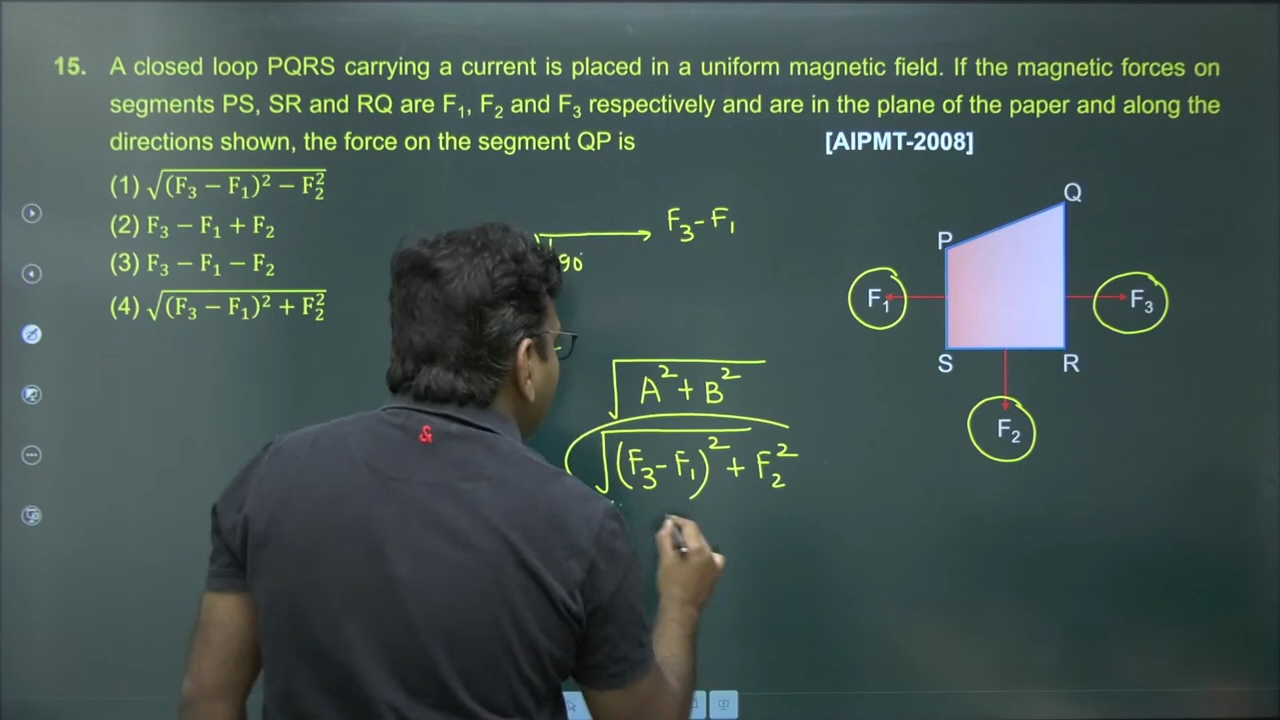 15. A closed loop PQRS carrying a current is placed in a uniform magnetic field. If the magnetic forces on
segments PS, SR and RQ are F₁, F₂ and F₃ respectively and are in the plane of the paper and along the
directions shown, the force on the segment QP is [AIPMT-2008]
(1) √((F₃ − F₁)² − F₂²)
(2) F₃ − F₁ + F₂
(3) F₃ − F₁ − F₂
(4) √((F₃ − F₁)² + F₂²)
F₃-F₁
90°
√(A²+B²)
√((F₃-F₁)²+F₂²)
Q
P
F₁
F₃
S
R
F₂